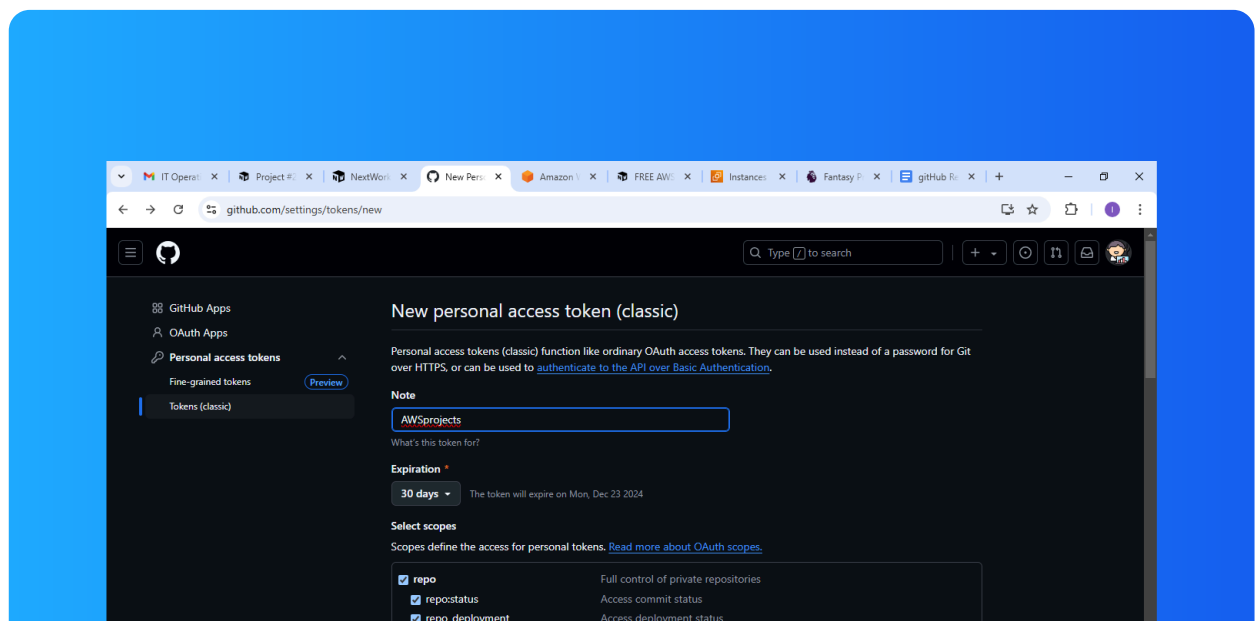 IT Operati
Project #2
NextWork
New Perso
Amazon V
FREE AWS
Instances
Fantasy P
gitHub Re
github.com/settings/tokens/new
Type / to search
GitHub Apps
OAuth Apps
Personal access tokens
Fine-grained tokens Preview
Tokens (classic)
New personal access token (classic)
Personal access tokens (classic) function like ordinary OAuth access tokens. They can be used instead of a password for Git
over HTTPS, or can be used to authenticate to the API over Basic Authentication.
Note
AWSprojects
What's this token for?
Expiration *
30 days The token will expire on Mon, Dec 23 2024
Select scopes
Scopes define the access for personal tokens. Read more about OAuth scopes.
repo Full control of private repositories
repo:status Access commit status
repo_deployment Access deployment status